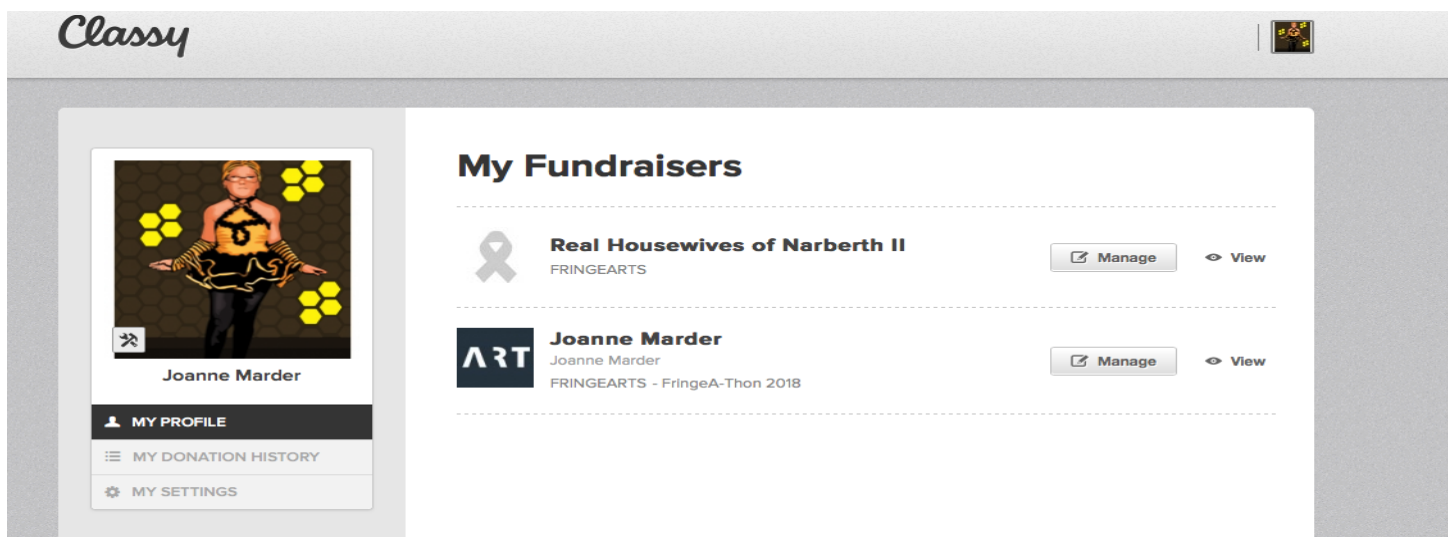 Classy
My Fundraisers
Real Housewives of Narberth II
FRINGEARTS
Manage
View
Joanne Marder
MY PROFILE
MY DONATION HISTORY
MY SETTINGS
ART
Joanne Marder
Joanne Marder
FRINGEARTS - FringeA-Thon 2018
Manage
View